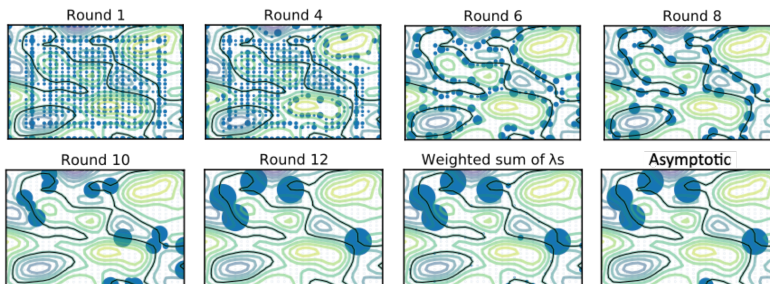 Round 1 Round 4 Round 6 Round 8
Round 10 Round 12 Weighted sum of λs Asymptotic